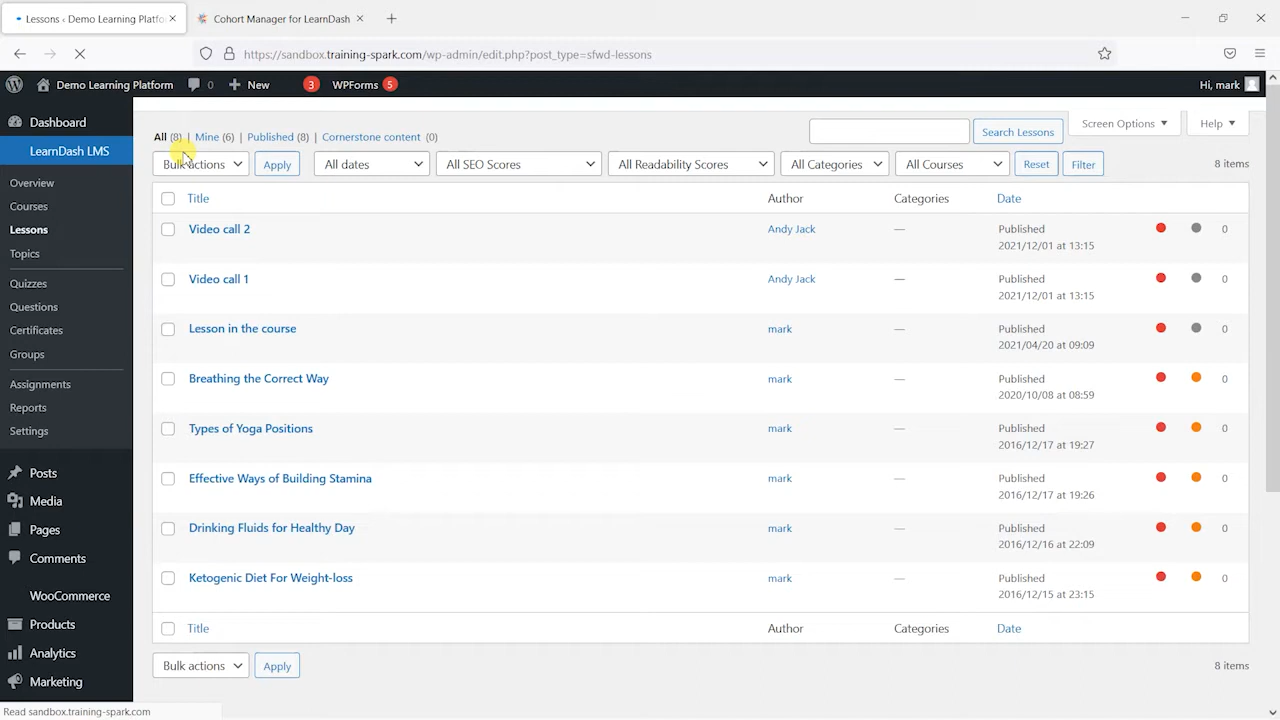 Lessons ‹ Demo Learning Platfo
Cohort Manager for LearnDash
https://sandbox.training-spark.com/wp-admin/edit.php?post_type=sfwd-lessons
Demo Learning Platform 0 New 3 WPForms 5 Hi, mark
Dashboard
LearnDash LMS
Overview
Courses
Lessons
Topics
Quizzes
Questions
Certificates
Groups
Assignments
Reports
Settings
Posts
Media
Pages
Comments
WooCommerce
Products
Analytics
Marketing
Screen Options Help
All (8) | Mine (6) | Published (8) | Cornerstone content (0)
Search Lessons
Bulk actions Apply All dates All SEO Scores All Readability Scores All Categories All Courses Reset Filter 8 items
Title Author Categories Date
Video call 2 Andy Jack — Published 0
2021/12/01 at 13:15
Video call 1 Andy Jack — Published 0
2021/12/01 at 13:15
Lesson in the course mark — Published 0
2021/04/20 at 09:09
Breathing the Correct Way mark — Published 0
2020/10/08 at 08:59
Types of Yoga Positions mark — Published 0
2016/12/17 at 19:27
Effective Ways of Building Stamina mark — Published 0
2016/12/17 at 19:26
Drinking Fluids for Healthy Day mark — Published 0
2016/12/16 at 22:09
Ketogenic Diet For Weight-loss mark — Published 0
2016/12/15 at 23:15
Title Author Categories Date
Bulk actions Apply 8 items
Read sandbox.training-spark.com